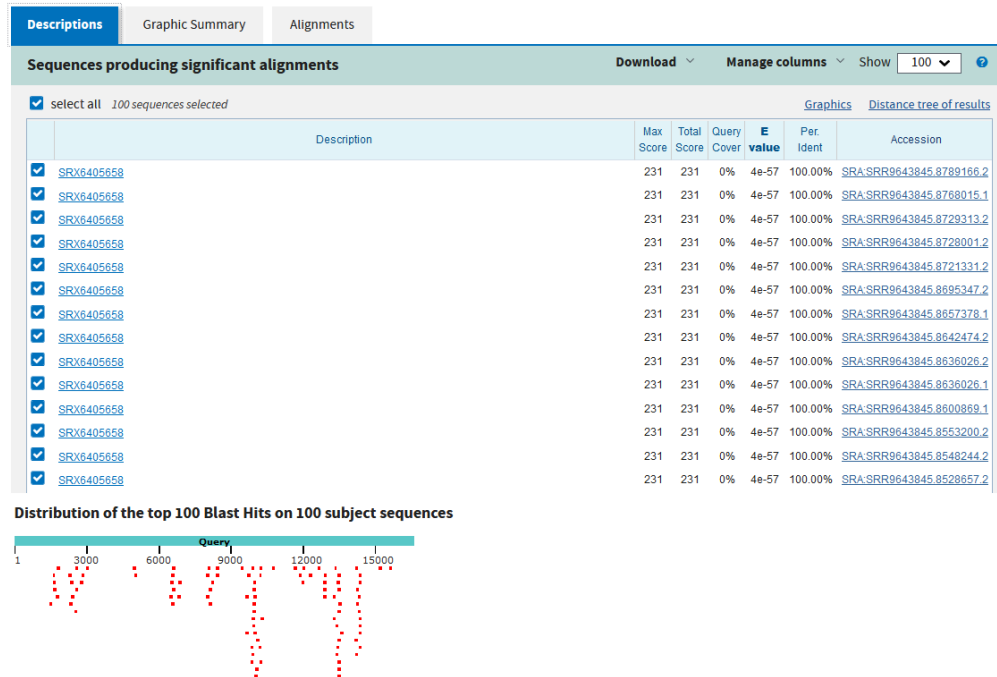 Descriptions Graphic Summary Alignments
Sequences producing significant alignments Download Manage columns Show 100 ?
select all 100 sequences selected Graphics Distance tree of results
Description Max Score Total Score Query Cover E value Per. Ident Accession
SRX6405658 231 231 0% 4e-57 100.00% SRA:SRR9643845.8789166.2
SRX6405658 231 231 0% 4e-57 100.00% SRA:SRR9643845.8768015.1
SRX6405658 231 231 0% 4e-57 100.00% SRA:SRR9643845.8729313.2
SRX6405658 231 231 0% 4e-57 100.00% SRA:SRR9643845.8728001.2
SRX6405658 231 231 0% 4e-57 100.00% SRA:SRR9643845.8721331.2
SRX6405658 231 231 0% 4e-57 100.00% SRA:SRR9643845.8695347.2
SRX6405658 231 231 0% 4e-57 100.00% SRA:SRR9643845.8657378.1
SRX6405658 231 231 0% 4e-57 100.00% SRA:SRR9643845.8642474.2
SRX6405658 231 231 0% 4e-57 100.00% SRA:SRR9643845.8636026.2
SRX6405658 231 231 0% 4e-57 100.00% SRA:SRR9643845.8636026.1
SRX6405658 231 231 0% 4e-57 100.00% SRA:SRR9643845.8600869.1
SRX6405658 231 231 0% 4e-57 100.00% SRA:SRR9643845.8553200.2
SRX6405658 231 231 0% 4e-57 100.00% SRA:SRR9643845.8548244.2
SRX6405658 231 231 0% 4e-57 100.00% SRA:SRR9643845.8528657.2
Distribution of the top 100 Blast Hits on 100 subject sequences
Query
1 3000 6000 9000 12000 15000